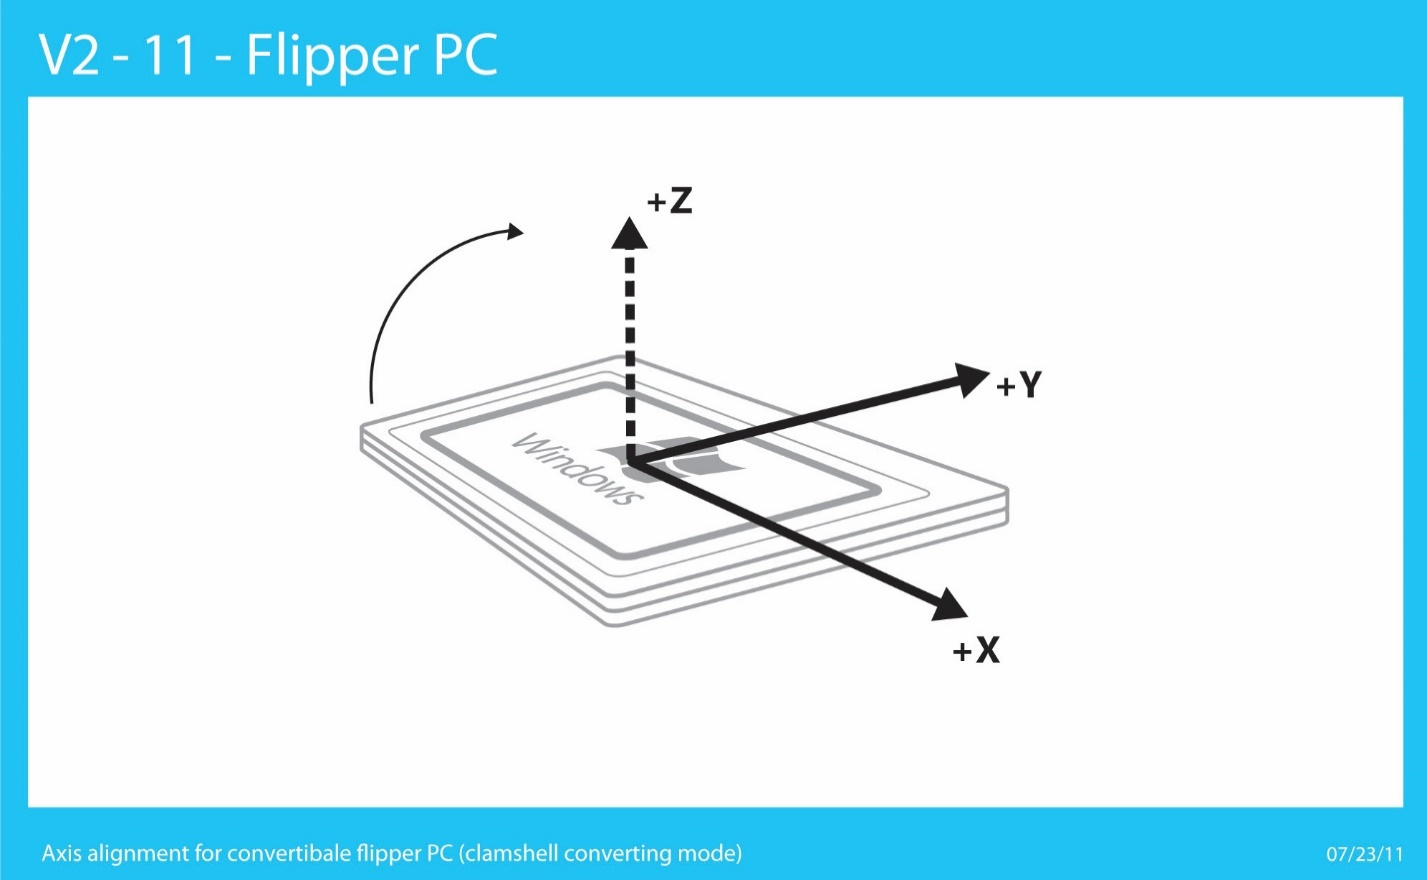 V2 - 11 - Flipper PC
+Z
+Y
Windows
+X
Axis alignment for convertibale flipper PC (clamshell converting mode)
07/23/11